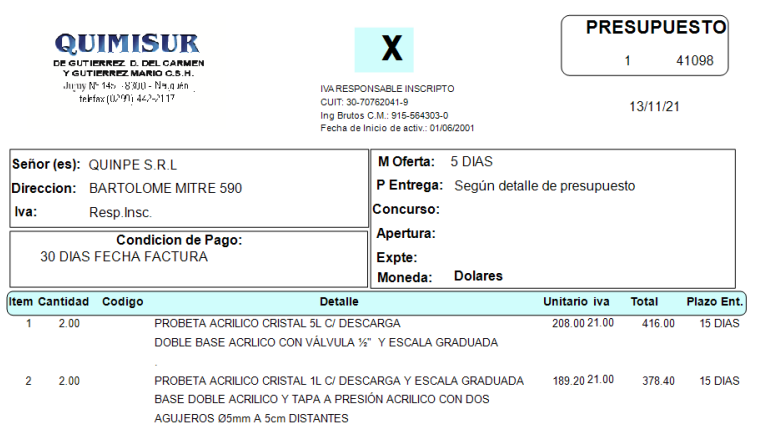 QUIMISUR
DE GUTIERREZ D. DEL CARMEN
Y GUTIERREZ MARIO C.S.H.
Jujuy Nº 145 - 8300 - Neuquén
telefax (0299) 442-2117
X
IVA RESPONSABLE INSCRIPTO
CUIT: 30-70762041-9
Ing Brutos C.M.: 915-564303-0
Fecha de Inicio de activ.: 01/06/2001
PRESUPUESTO
1 41098
13/11/21
Señor (es): QUINPE S.R.L
Direccion: BARTOLOME MITRE 590
Iva: Resp.Insc.
Condicion de Pago:
30 DIAS FECHA FACTURA
M Oferta: 5 DIAS
P Entrega: Según detalle de presupuesto
Concurso:
Apertura:
Expte:
Moneda: Dolares
Item Cantidad Codigo Detalle Unitario iva Total Plazo Ent.
1 2.00 PROBETA ACRILICO CRISTAL 5L C/ DESCARGA 208.00 21.00 416.00 15 DIAS
DOBLE BASE ACRLICO CON VÁLVULA ½" Y ESCALA GRADUADA
.
2 2.00 PROBETA ACRILICO CRISTAL 1L C/ DESCARGA Y ESCALA GRADUADA 189.20 21.00 378.40 15 DIAS
BASE DOBLE ACRILICO Y TAPA A PRESIÓN ACRILICO CON DOS
AGUJEROS Ø5mm A 5cm DISTANTES